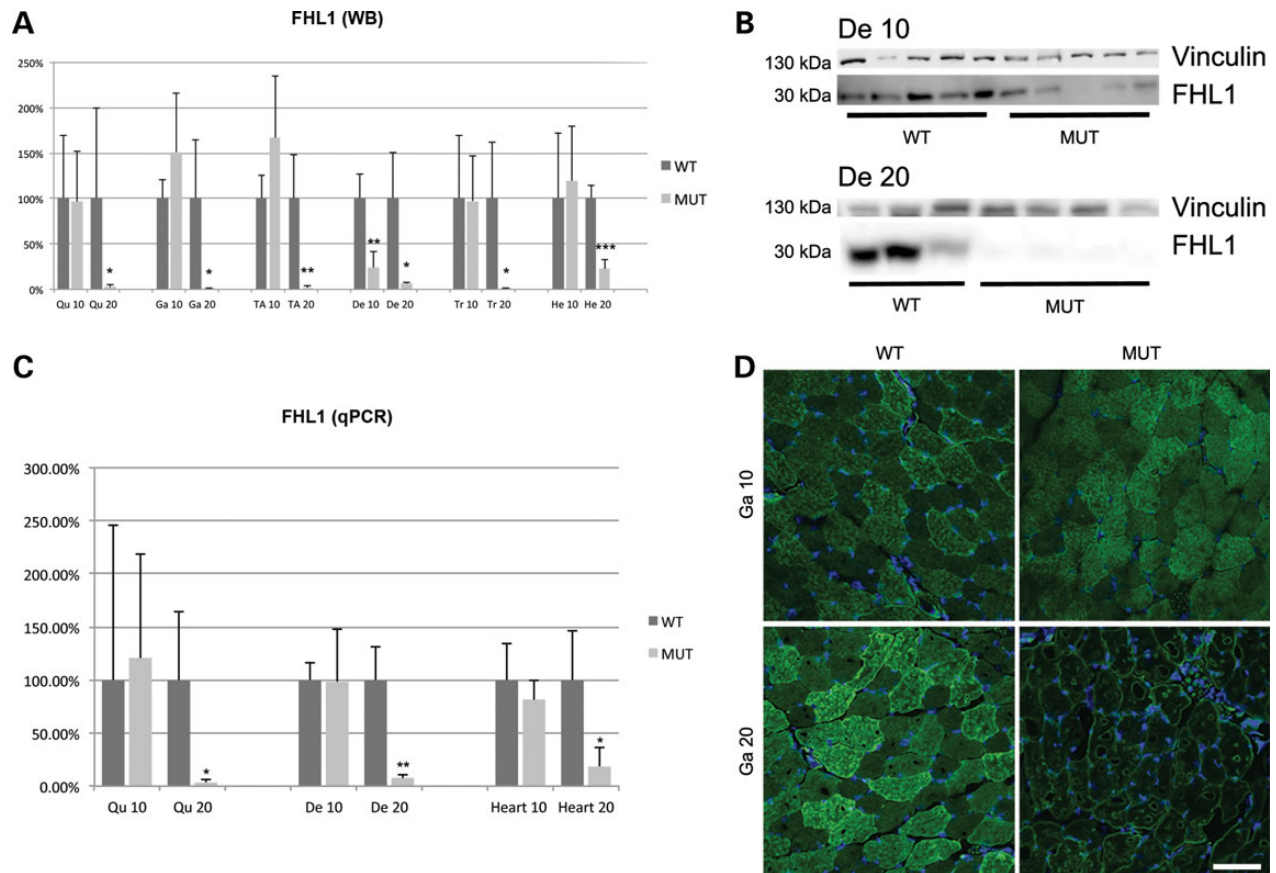 A
FHL1 (WB)
250%
200%
150%
100%
50%
0%
** * * ** * * ***
Qu 10 Qu 20 Ga 10 Ga 20 TA 10 TA 20 De 10 De 20 Tr 10 Tr 20 He 10 He 20
WT
MUT
B
De 10
130 kDa Vinculin
30 kDa FHL1
WT MUT
De 20
130 kDa Vinculin
30 kDa FHL1
WT MUT
C
FHL1 (qPCR)
300.00%
250.00%
200.00%
150.00%
100.00%
50.00%
0.00%
* ** *
Qu 10 Qu 20 De 10 De 20 Heart 10 Heart 20
WT
MUT
D
WT MUT
Ga 10
Ga 20